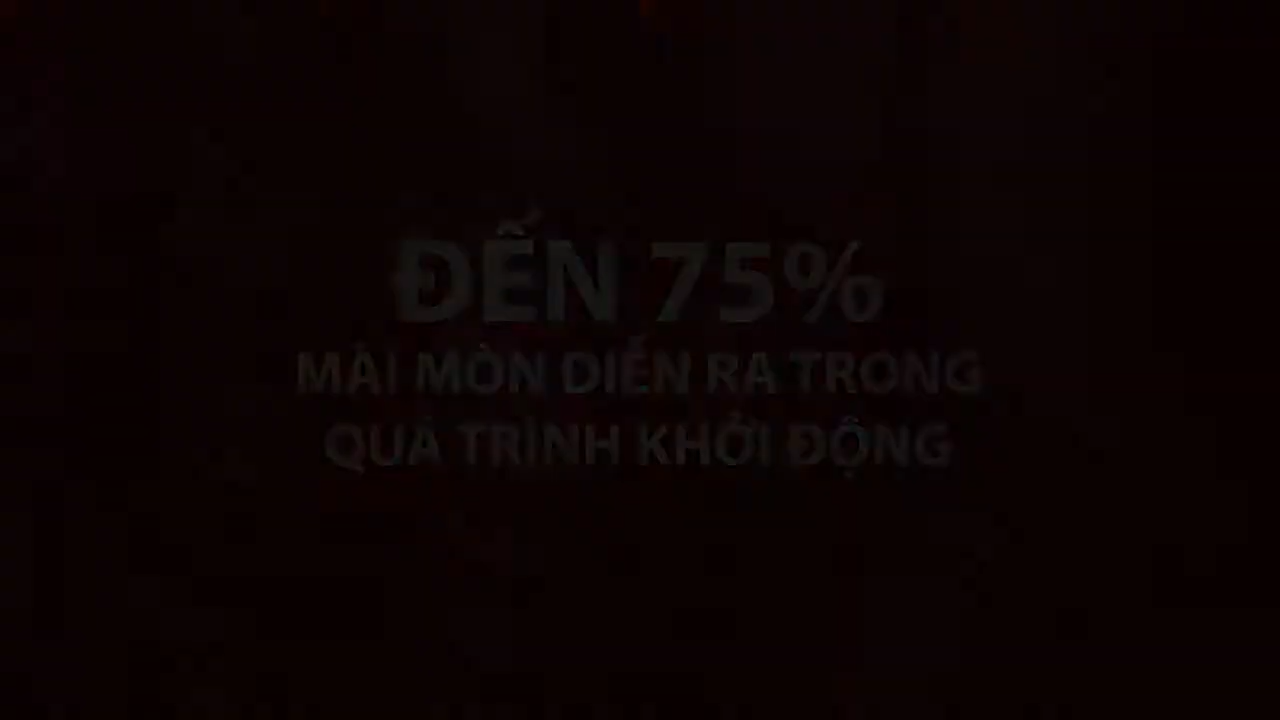 ĐẾN 75%
MÀI MÒN DIỄN RA TRONG
QUÁ TRÌNH KHỞI ĐỘNG